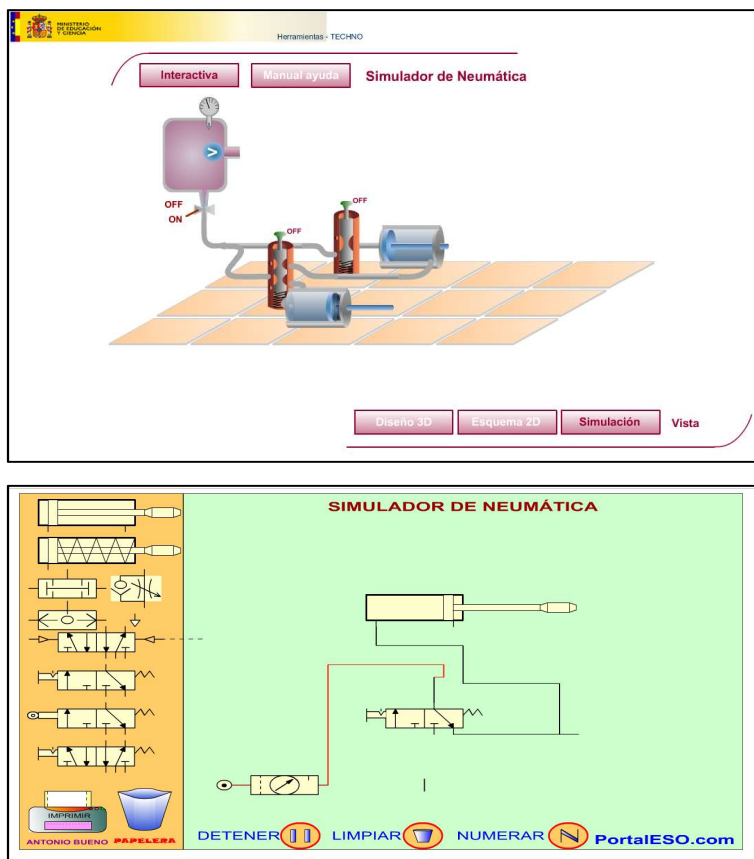 MINISTERIO
DE EDUCACIÓN
Y CIENCIA
Herramientas - TECHNO
Interactiva
Manual ayuda
Simulador de Neumática
OFF
ON
OFF
OFF
Diseño 3D
Esquema 2D
Simulación
Vista
SIMULADOR DE NEUMÁTICA
IMPRIMIR
ANTONIO BUENO
PAPELERA
DETENER
LIMPIAR
NUMERAR
N
PortalESO.com